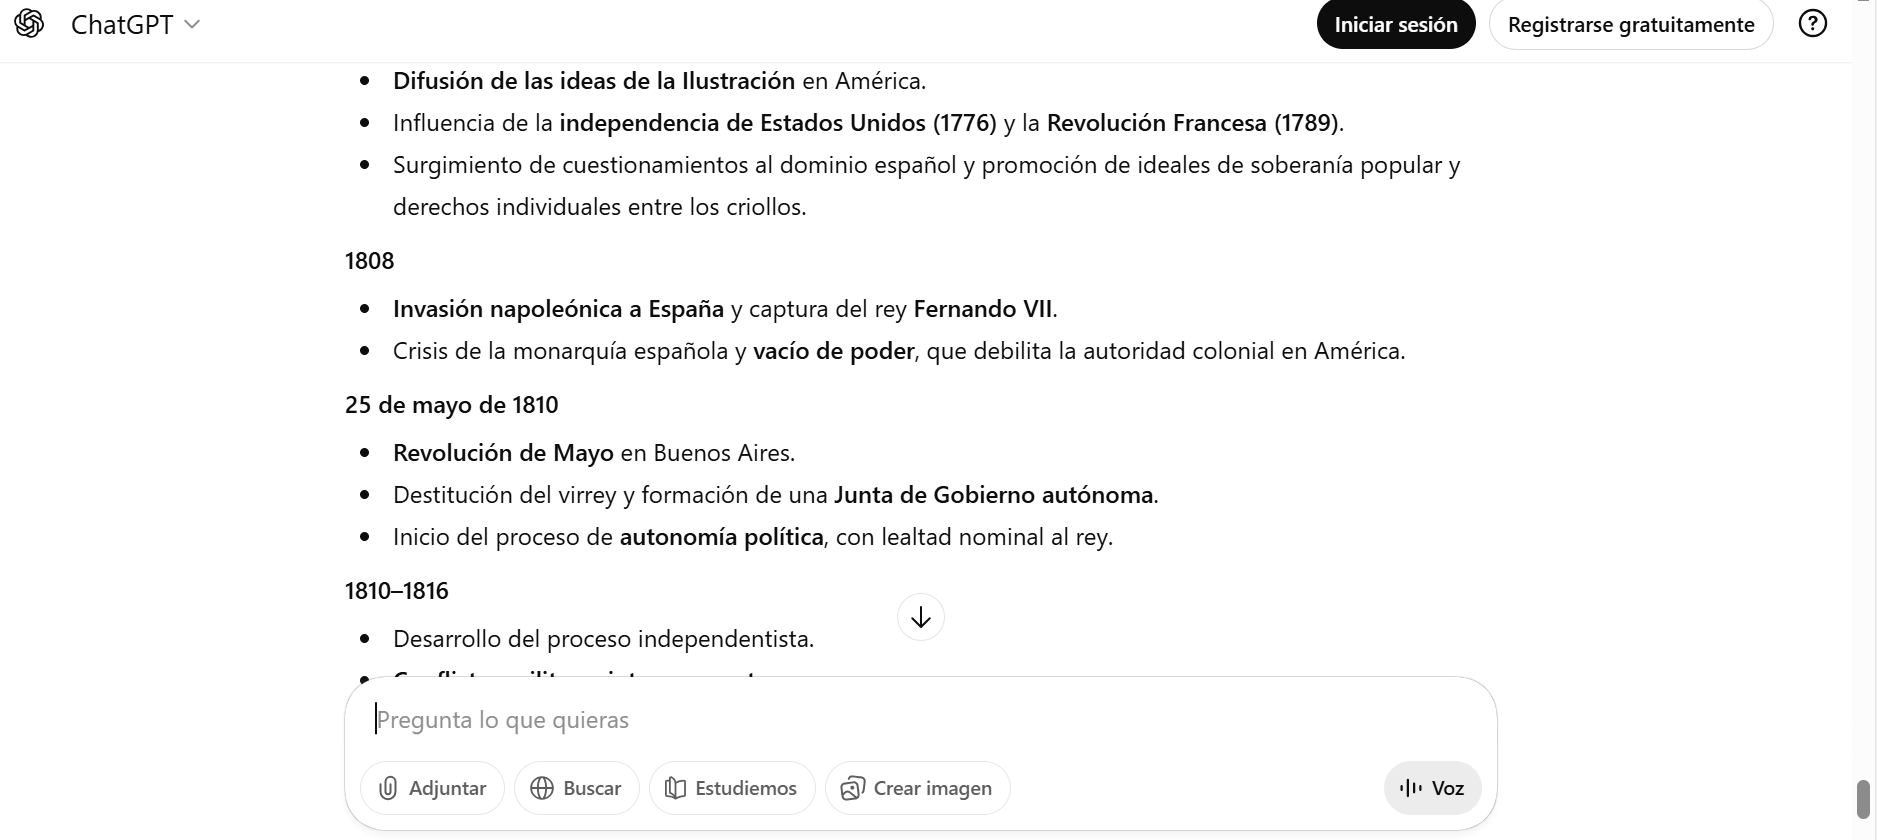 ChatGPT
Iniciar sesión
Registrarse gratuitamente
Difusión de las ideas de la Ilustración en América.
Influencia de la independencia de Estados Unidos (1776) y la Revolución Francesa (1789).
Surgimiento de cuestionamientos al dominio español y promoción de ideales de soberanía popular y
derechos individuales entre los criollos.
1808
Invasión napoleónica a España y captura del rey Fernando VII.
Crisis de la monarquía española y vacío de poder, que debilita la autoridad colonial en América.
25 de mayo de 1810
Revolución de Mayo en Buenos Aires.
Destitución del virrey y formación de una Junta de Gobierno autónoma.
Inicio del proceso de autonomía política, con lealtad nominal al rey.
1810–1816
Desarrollo del proceso independentista.
Pregunta lo que quieras
Adjuntar
Buscar
Estudiemos
Crear imagen
Voz